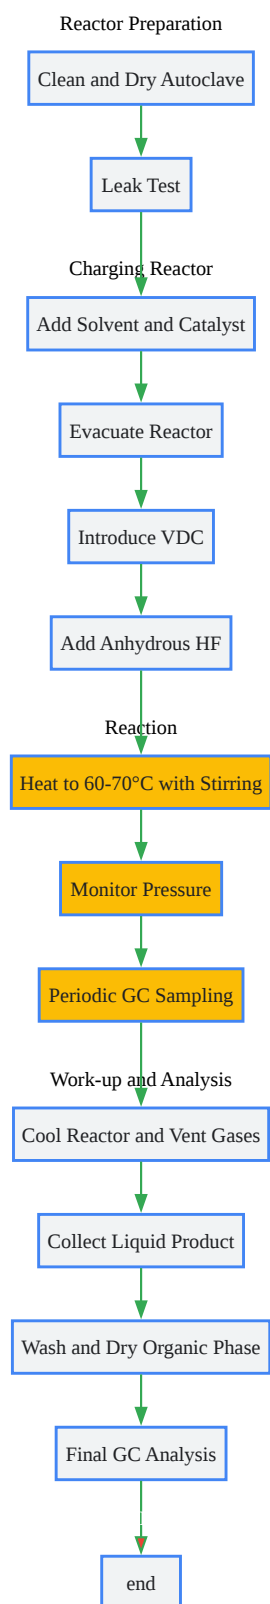 Reactor Preparation
Clean and Dry Autoclave
Leak Test
Charging Reactor
Add Solvent and Catalyst
Evacuate Reactor
Introduce VDC
Add Anhydrous HF
Reaction
Heat to 60-70°C with Stirring
Monitor Pressure
Periodic GC Sampling
Work-up and Analysis
Cool Reactor and Vent Gases
Collect Liquid Product
Wash and Dry Organic Phase
Final GC Analysis
end